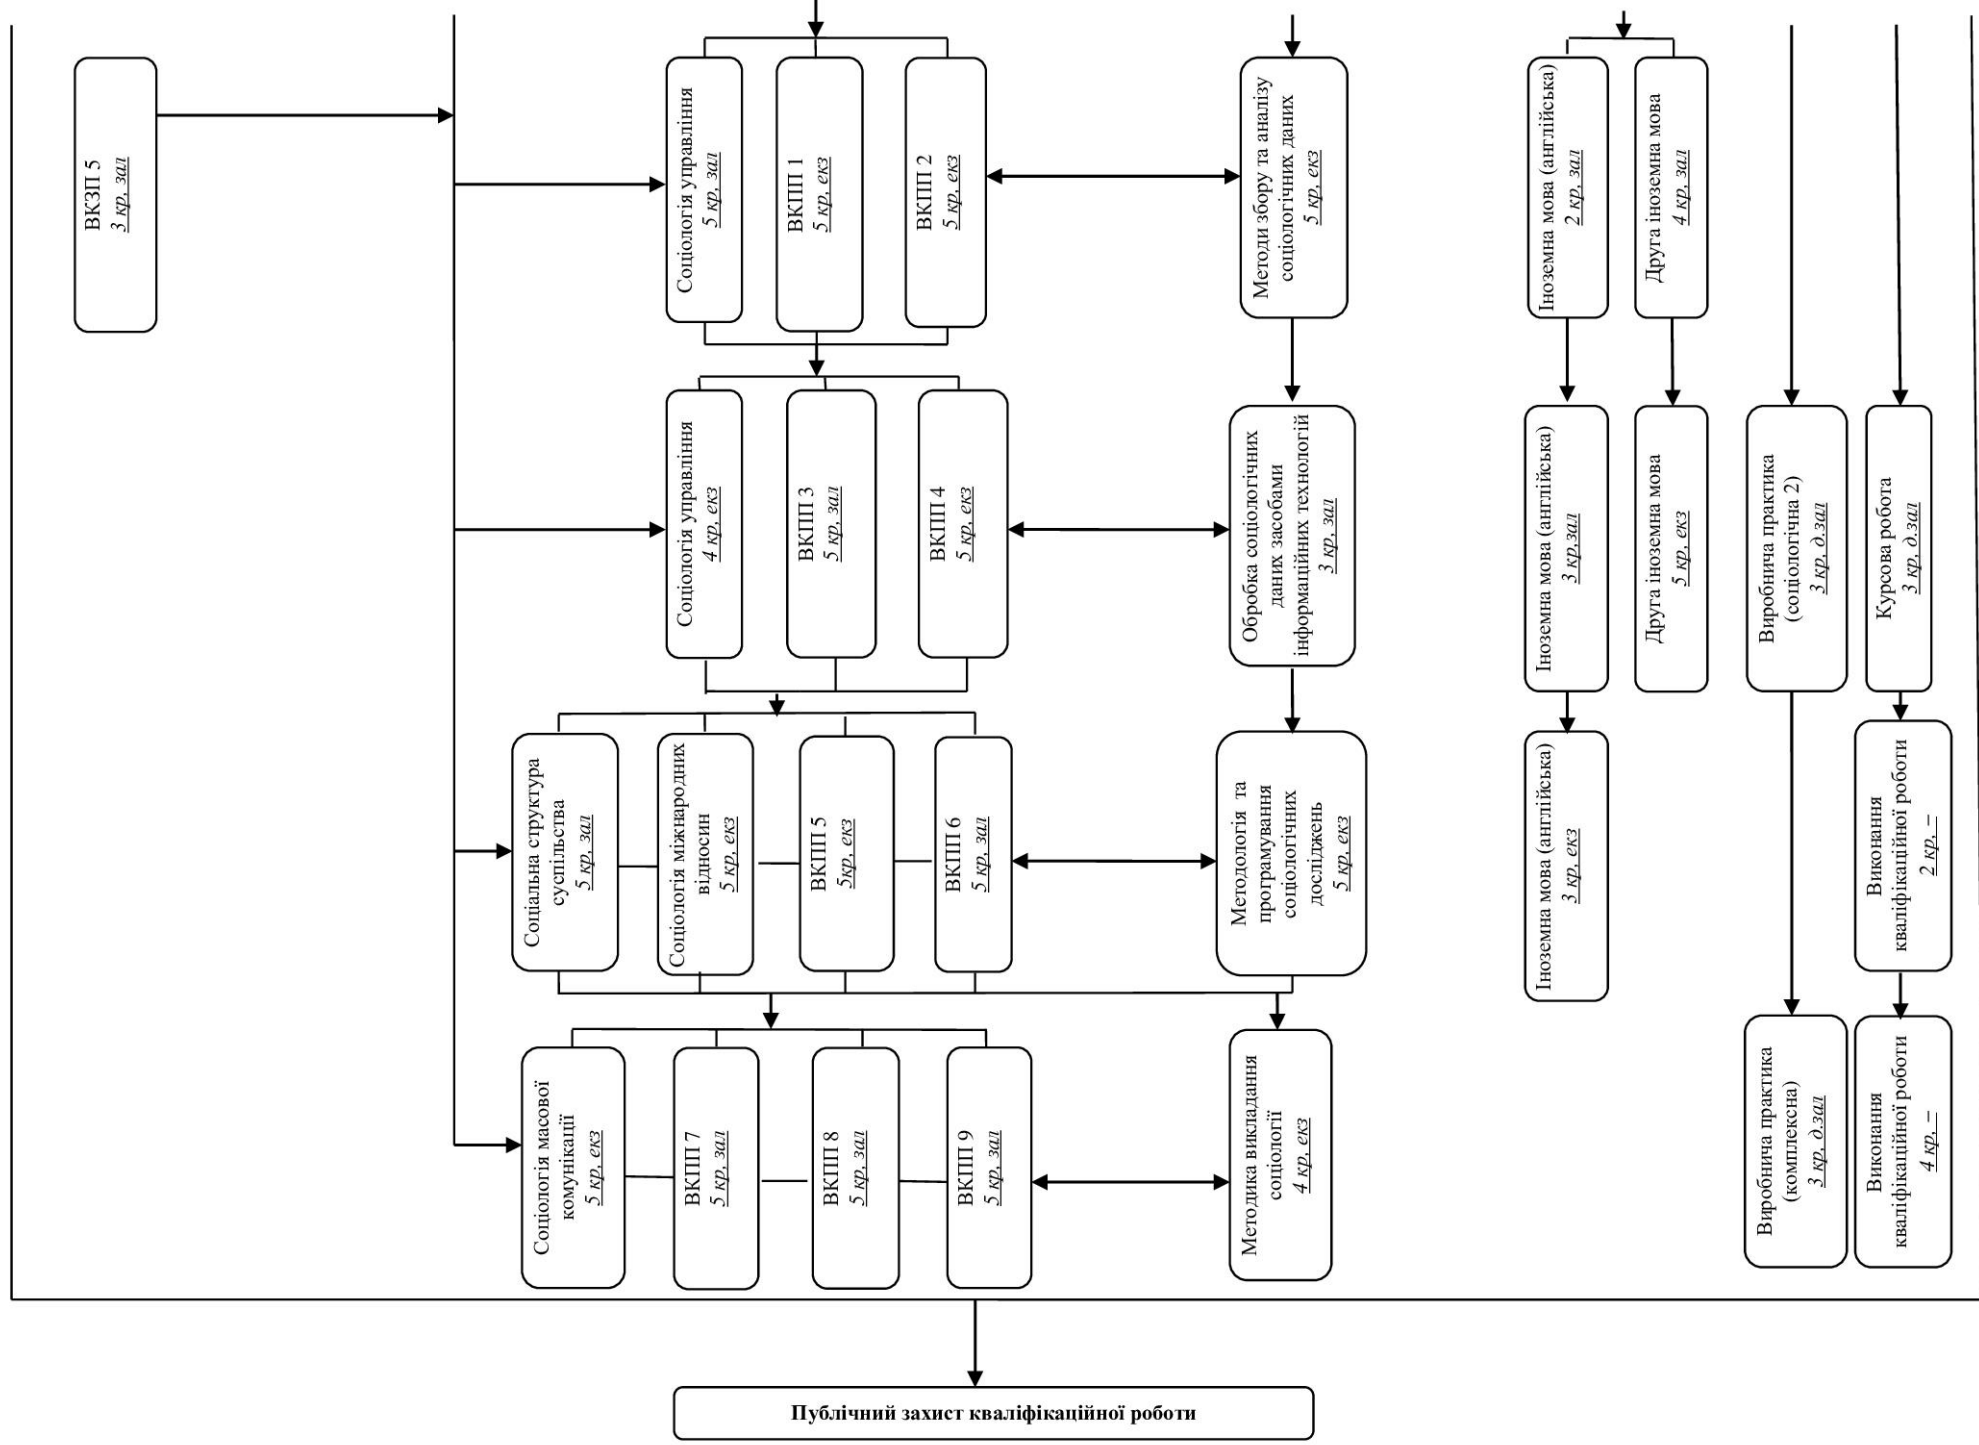 ВКЗП 5
3 кр, зал
Соціологія управління
5 кр, зал
ВКПП 1
5 кр, екз
ВКПП 2
5 кр, екз
Методи збору та аналізу
соціологічних даних
5 кр, екз
Іноземна мова (англійська)
2 кр, зал
Друга іноземна мова
4 кр, зал
Соціологія управління
4 кр, екз
ВКПП 3
5 кр, зал
ВКПП 4
5 кр, екз
Обробка соціологічних
даних засобами
інформаційних технологій
3 кр, зал
Іноземна мова (англійська)
3 кр,зал
Друга іноземна мова
5 кр, екз
Виробнича практика
(соціологічна 2)
3 кр, д.зал
Курсова робота
3 кр, д.зал
Соціальна структура
суспільства
5 кр, зал
Соціологія міжнародних
відносин
5 кр, екз
ВКПП 5
5кр, екз
ВКПП 6
5 кр, зал
Методологія та
програмування
соціологічних
досліджень
5 кр, екз
Іноземна мова (англійська)
3 кр, екз
Виконання
кваліфікаційної роботи
2 кр, –
Соціологія масової
комунікації
5 кр, екз
ВКПП 7
5 кр, зал
ВКПП 8
5 кр, зал
ВКПП 9
5 кр, зал
Методика викладання
соціології
4 кр, екз
Виробнича практика
(комплексна)
3 кр, д.зал
Виконання
кваліфікаційної роботи
4 кр, –
Публічний захист кваліфікаційної роботи